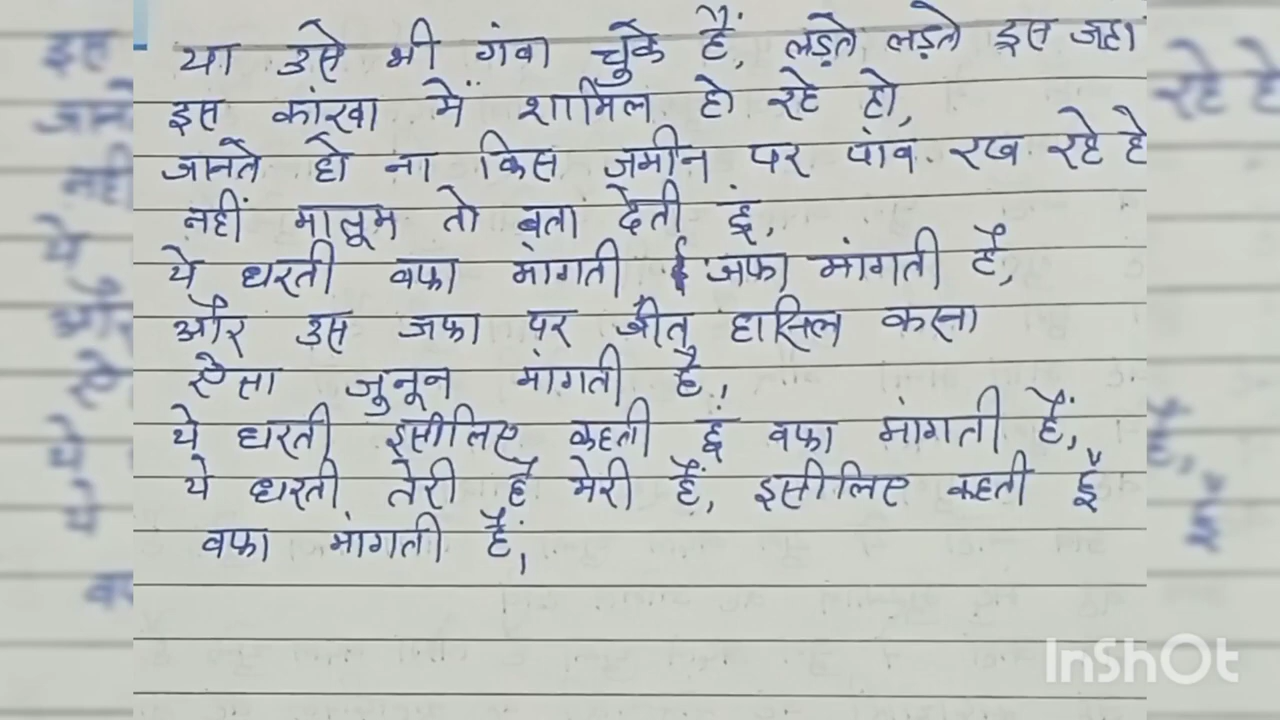 या उसे भी गंवा चुके हैं, लड़ते लड़ते इस जहा
इस कांरवा में शामिल हो रहे हो,
जानते हो ना किस जमीन पर पांव रख रहे हे
नहीं मालूम तो बता देती हूं,
ये धरती वफा मांगती है जफा मांगती है,
और उस जफा पर जीत हासिल करना
ऐसा जुनून मांगती है,
ये धरती इसीलिए कहती हूं वफा मांगती हैं,
ये धरती तेरी है मेरी हैं, इसीलिए कहती हूँ
वफा मांगती हैं,
InShOt